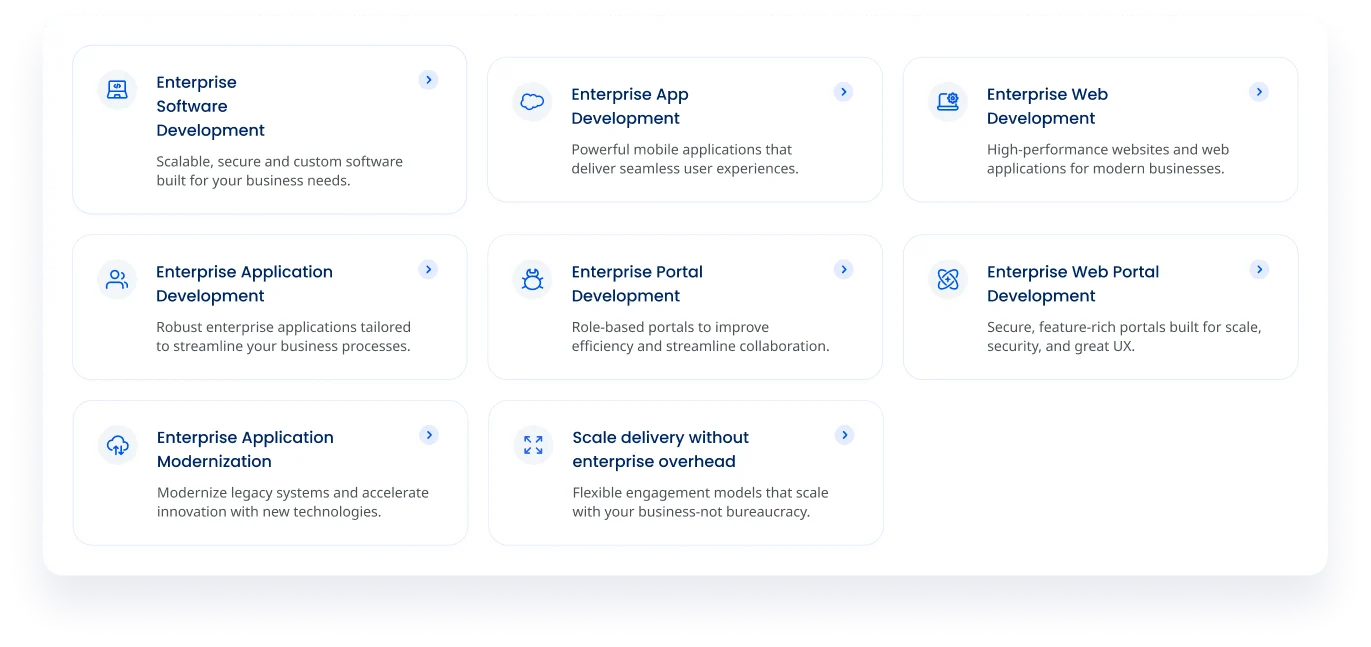 Enterprise
Software
Development
Scalable, secure and custom software
built for your business needs.
Enterprise App
Development
Powerful mobile applications that
deliver seamless user experiences.
Enterprise Web
Development
High-performance websites and web
applications for modern businesses.
Enterprise Application
Development
Robust enterprise applications tailored
to streamline your business processes.
Enterprise Portal
Development
Role-based portals to improve
efficiency and streamline collaboration.
Enterprise Web Portal
Development
Secure, feature-rich portals built for scale,
security, and great UX.
Enterprise Application
Modernization
Modernize legacy systems and accelerate
innovation with new technologies.
Scale delivery without
enterprise overhead
Flexible engagement models that scale
with your business-not bureaucracy.